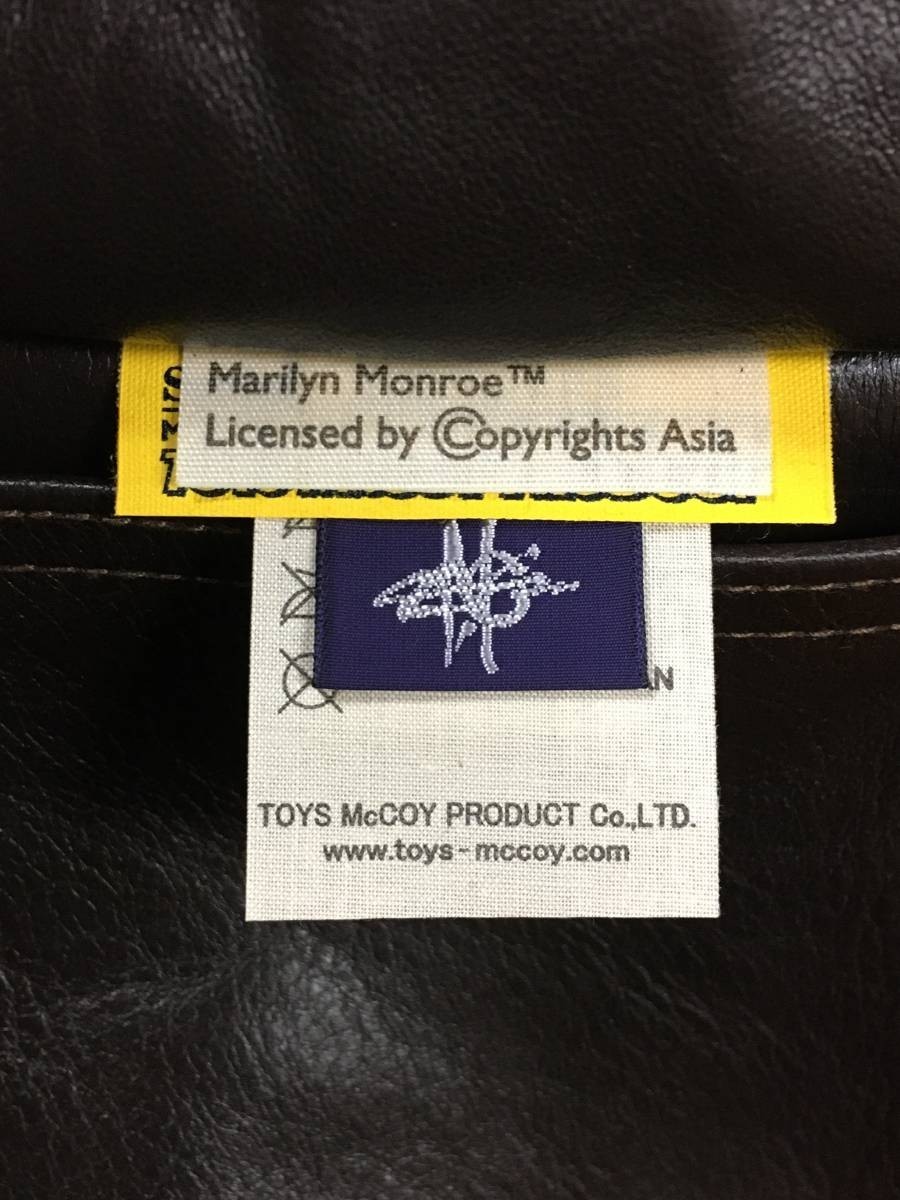 Marilyn Monroe™
Licensed by ©opyrights Asia
TOYS McCOY PRODUCT Co.,LTD.
www.toys-mccoy.com